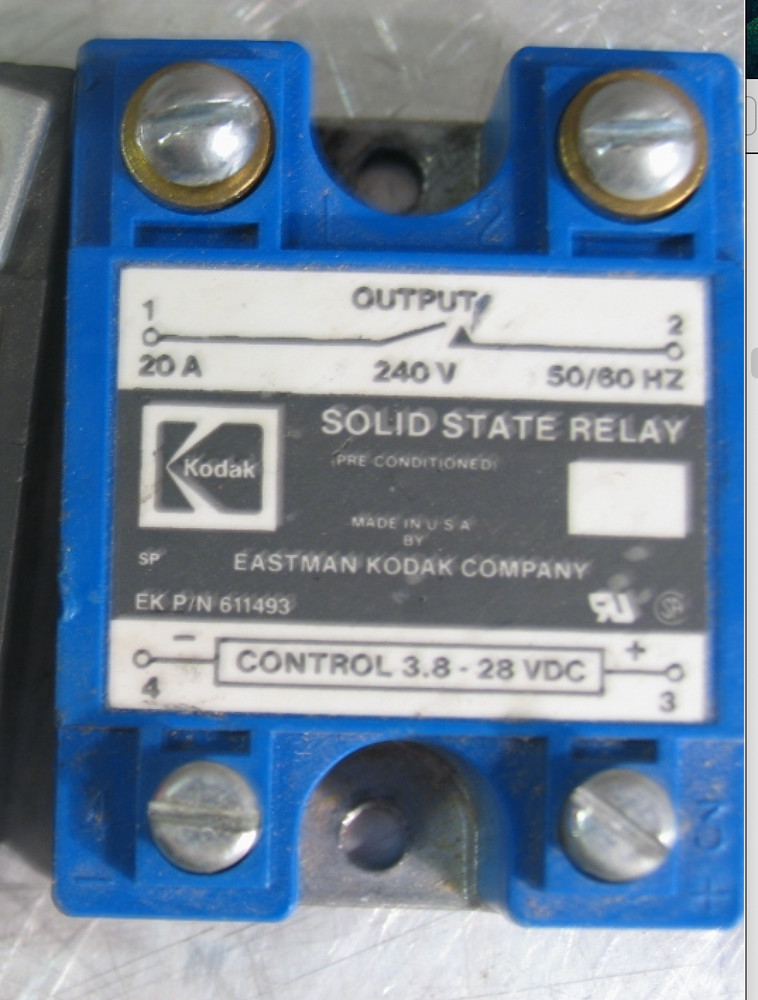 OUTPUT
1 2
20 A 240 V 50/60 HZ
SOLID STATE RELAY
Kodak
(PRE CONDITIONED)
MADE IN U S A
BY
SP EASTMAN KODAK COMPANY
EK P/N 611493
− +
CONTROL 3.8 - 28 VDC
4 3